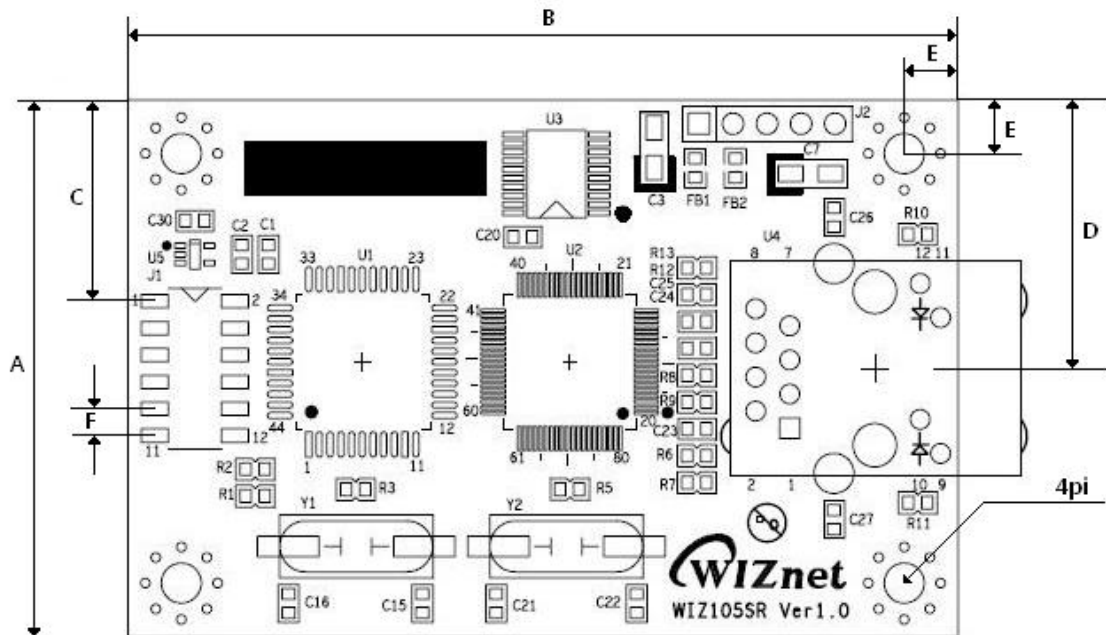 B
E
E
C
D
A
F
U3
J2
C7
C3
FB1
FB2
C30
C2
C1
U5
J1
C20
C26
R10
U4
8
7
12
11
33
U1
23
40
U2
21
R13
R12
C25
C24
1
2
34
22
41
R8
R9
60
20
44
12
11
12
C23
1
11
61
80
R6
R7
R2
R1
R3
R5
2
1
10
9
4pi
Y1
Y2
C27
R11
WIZnet
C16
C15
C21
C22
WIZ105SR Ver1.0